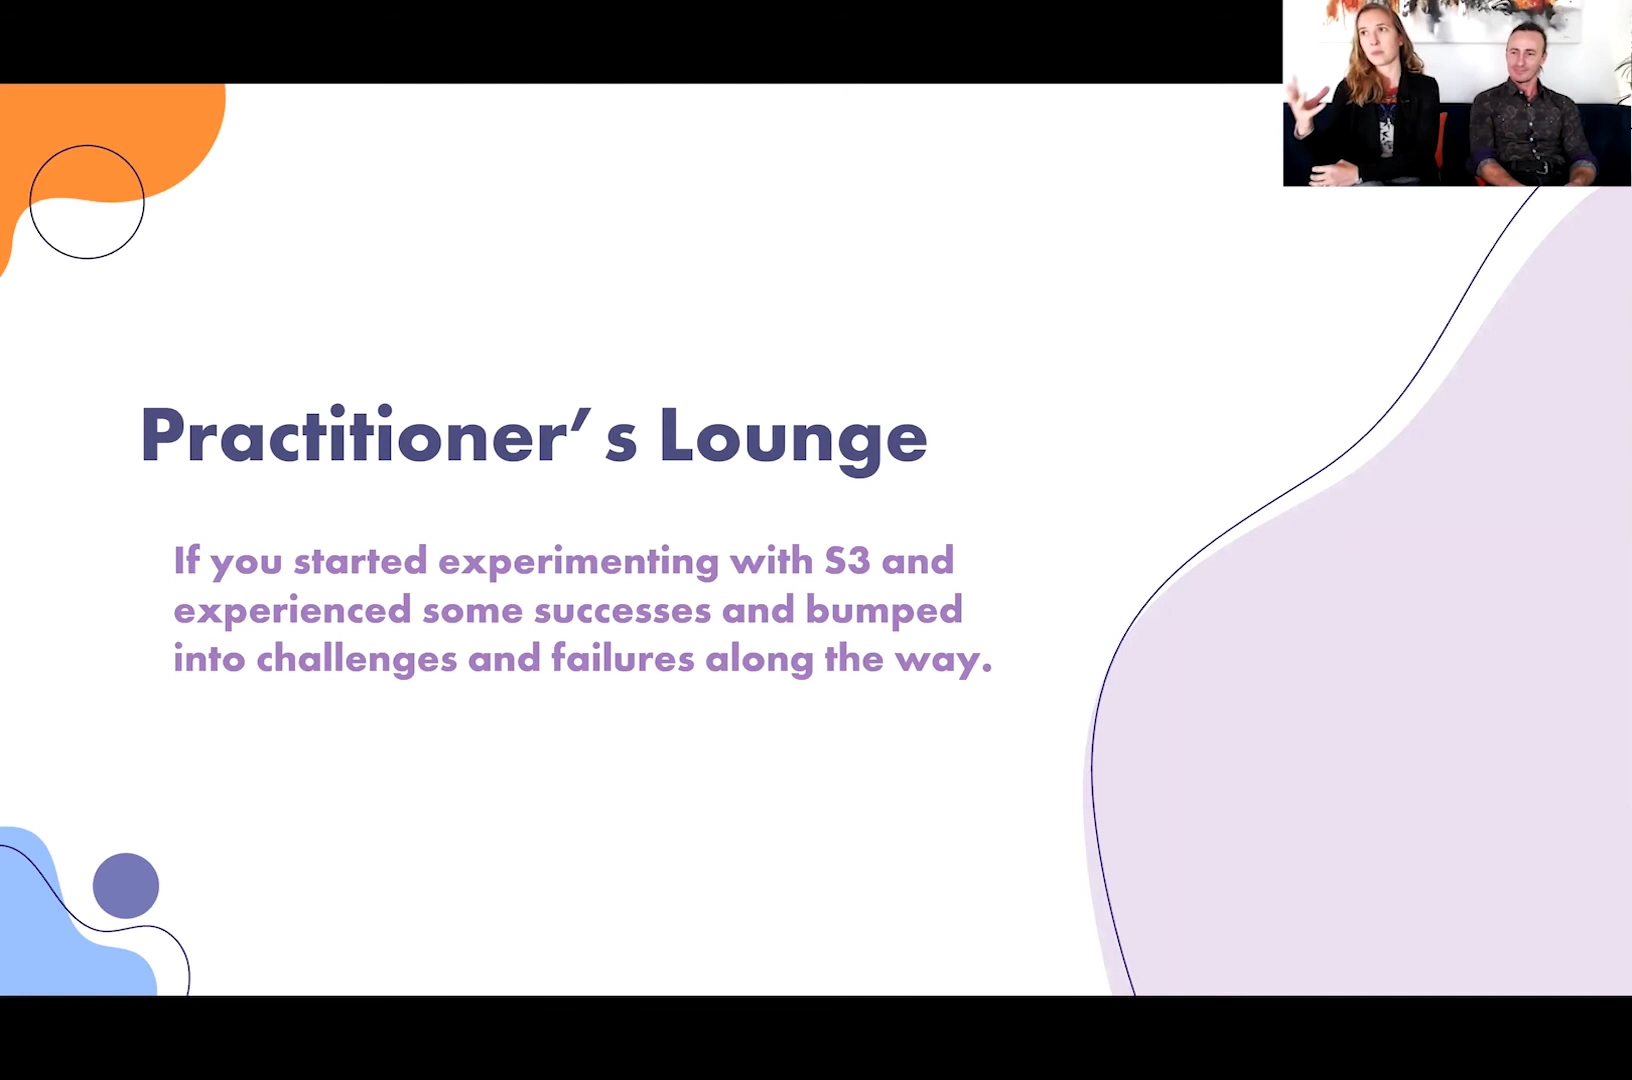 Practitioner’s Lounge
If you started experimenting with S3 and
experienced some successes and bumped
into challenges and failures along the way.